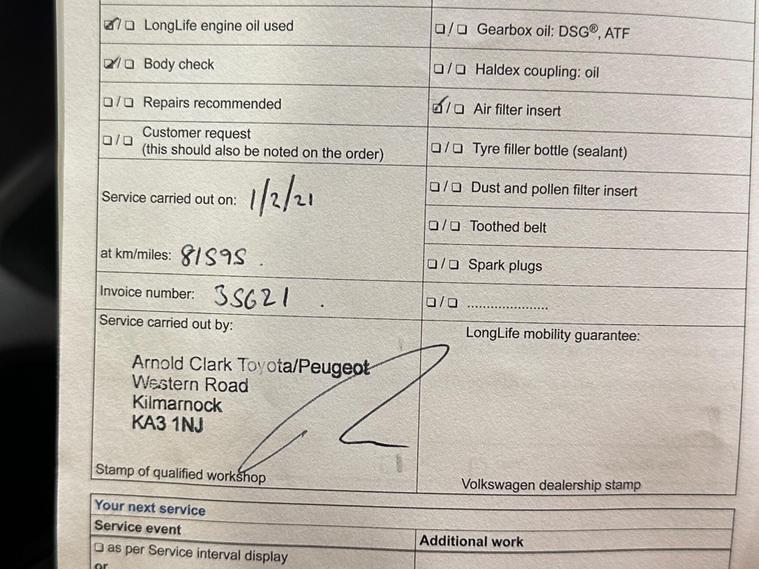 ☑/☐ LongLife engine oil used
☑/☐ Body check
☐/☐ Repairs recommended
☐/☐ Customer request
(this should also be noted on the order)
Service carried out on: 1/2/21
at km/miles: 81595 .
Invoice number: 35621 .
Service carried out by:
Arnold Clark Toyota/Peugeot
Western Road
Kilmarnock
KA3 1NJ
Stamp of qualified workshop
☐/☐ Gearbox oil: DSG®, ATF
☐/☐ Haldex coupling: oil
☑/☐ Air filter insert
☐/☐ Tyre filler bottle (sealant)
☐/☐ Dust and pollen filter insert
☐/☐ Toothed belt
☐/☐ Spark plugs
☐/☐ ....................
LongLife mobility guarantee:
Volkswagen dealership stamp
Your next service
Service event
☐ as per Service interval display
or
Additional work